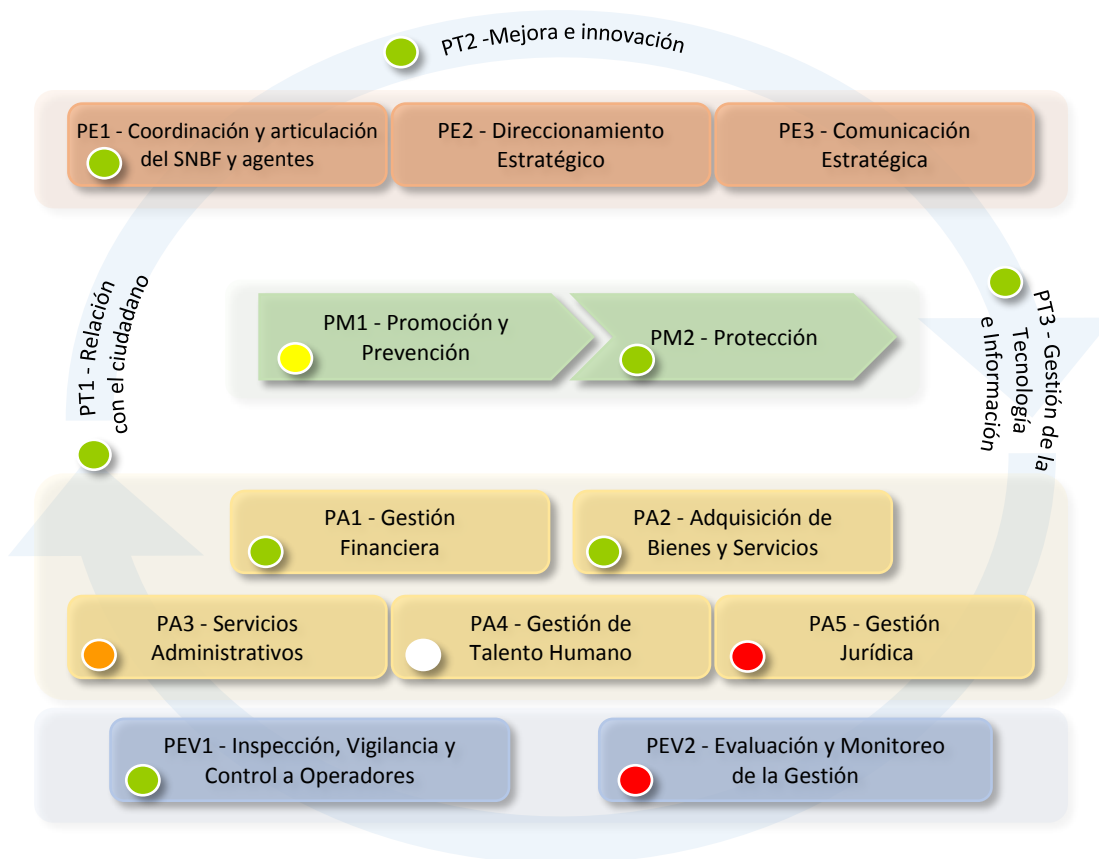 PT2 -Mejora e innovación
PE1 - Coordinación y articulación
del SNBF y agentes
PE2 - Direccionamiento
Estratégico
PE3 - Comunicación
Estratégica
PT1 - Relación
con el ciudadano
PM1 - Promoción y
Prevención
PM2 - Protección
PT3 - Gestión de la
Tecnología
e Información
PA1 - Gestión
Financiera
PA2 - Adquisición de
Bienes y Servicios
PA3 - Servicios
Administrativos
PA4 - Gestión de
Talento Humano
PA5 - Gestión
Jurídica
PEV1 - Inspección, Vigilancia y
Control a Operadores
PEV2 - Evaluación y Monitoreo
de la Gestión